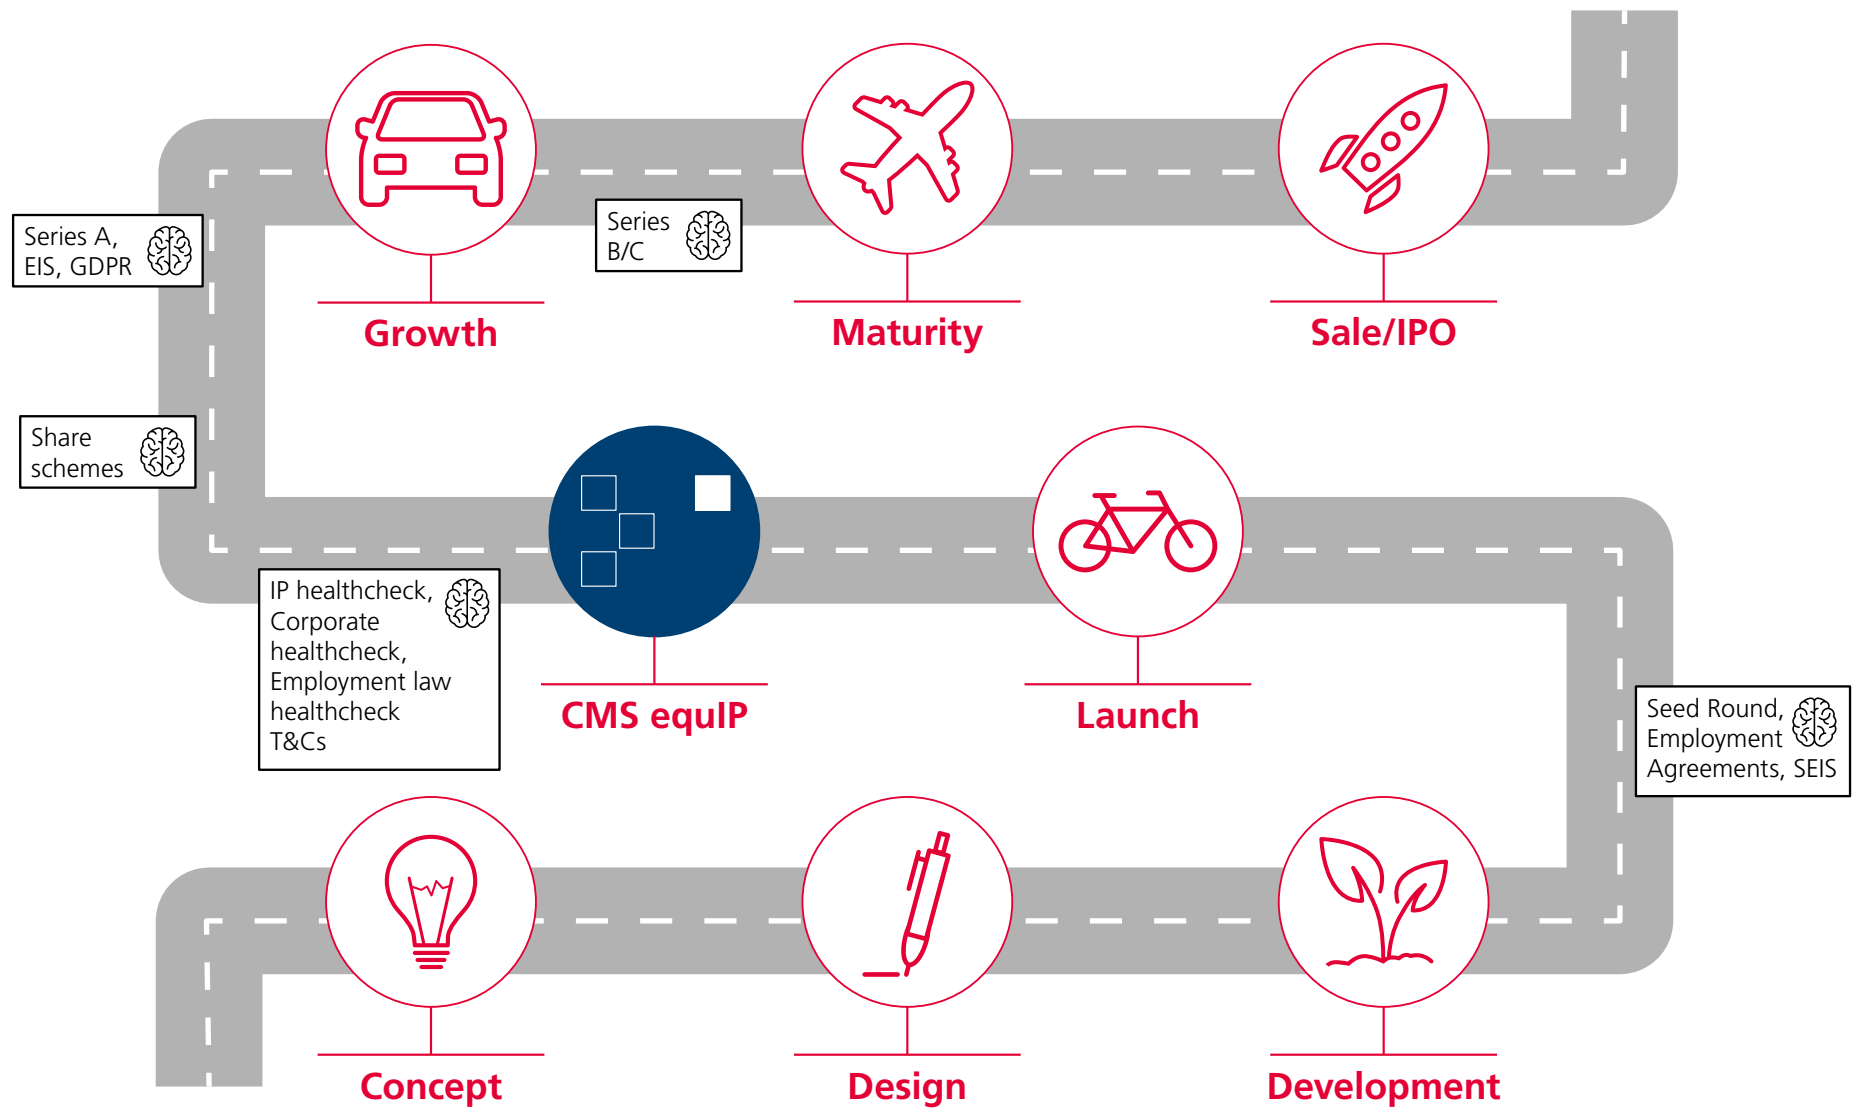 Series A,
EIS, GDPR
Series
B/C
Growth
Maturity
Sale/IPO
Share
schemes
IP healthcheck,
Corporate
healthcheck,
Employment law
healthcheck
T&Cs
CMS equIP
Launch
Seed Round,
Employment
Agreements, SEIS
Concept
Design
Development